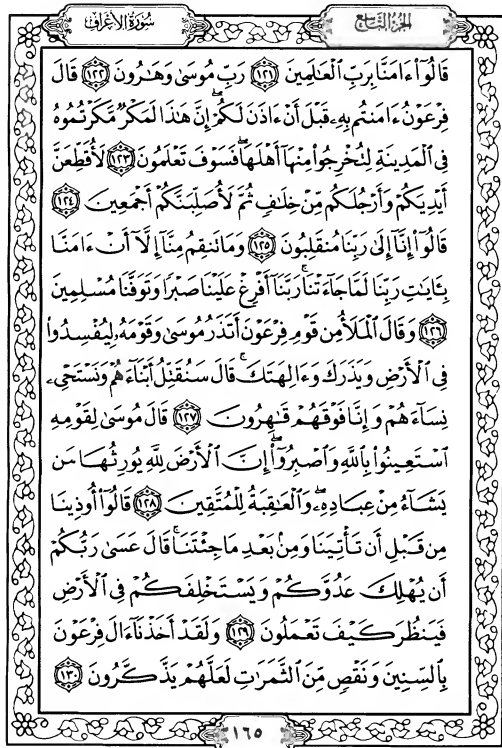 الجزء التاسع
سورة الأعراف
قَالُوٓا۟ ءَامَنَّا بِرَبِّ ٱلْعَٰلَمِينَ ١٢١ رَبِّ مُوسَىٰ وَهَٰرُونَ ١٢٢ قَالَ
فِرْعَوْنُ ءَامَنتُم بِهِۦ قَبْلَ أَنْ ءَاذَنَ لَكُمْ ۖ إِنَّ هَٰذَا لَمَكْرٌ مَّكَرْتُمُوهُ
فِى ٱلْمَدِينَةِ لِتُخْرِجُوا۟ مِنْهَآ أَهْلَهَا ۖ فَسَوْفَ تَعْلَمُونَ ١٢٣ لَأُقَطِّعَنَّ
أَيْدِيَكُمْ وَأَرْجُلَكُم مِّنْ خِلَٰفٍ ثُمَّ لَأُصَلِّبَنَّكُمْ أَجْمَعِينَ ١٢٤
قَالُوٓا۟ إِنَّآ إِلَىٰ رَبِّنَا مُنقَلِبُونَ ١٢٥ وَمَا تَنقِمُ مِنَّآ إِلَّآ أَنْ ءَامَنَّا
بِـَٔايَٰتِ رَبِّنَا لَمَّا جَآءَتْنَا ۚ رَبَّنَآ أَفْرِغْ عَلَيْنَا صَبْرًا وَتَوَفَّنَا مُسْلِمِينَ
١٢٦ وَقَالَ ٱلْمَلَأُ مِن قَوْمِ فِرْعَوْنَ أَتَذَرُ مُوسَىٰ وَقَوْمَهُۥ لِيُفْسِدُوا۟
فِى ٱلْأَرْضِ وَيَذَرَكَ وَءَالِهَتَكَ ۚ قَالَ سَنُقَتِّلُ أَبْنَآءَهُمْ وَنَسْتَحْىِۦ
نِسَآءَهُمْ وَإِنَّا فَوْقَهُمْ قَٰهِرُونَ ١٢٧ قَالَ مُوسَىٰ لِقَوْمِهِ
ٱسْتَعِينُوا۟ بِٱللَّهِ وَٱصْبِرُوٓا۟ ۖ إِنَّ ٱلْأَرْضَ لِلَّهِ يُورِثُهَا مَن
يَشَآءُ مِنْ عِبَادِهِۦ ۖ وَٱلْعَٰقِبَةُ لِلْمُتَّقِينَ ١٢٨ قَالُوٓا۟ أُوذِينَا
مِن قَبْلِ أَن تَأْتِيَنَا وَمِنۢ بَعْدِ مَا جِئْتَنَا ۚ قَالَ عَسَىٰ رَبُّكُمْ
أَن يُهْلِكَ عَدُوَّكُمْ وَيَسْتَخْلِفَكُمْ فِى ٱلْأَرْضِ
فَيَنظُرَ كَيْفَ تَعْمَلُونَ ١٢٩ وَلَقَدْ أَخَذْنَآ ءَالَ فِرْعَوْنَ
بِٱلسِّنِينَ وَنَقْصٍ مِّنَ ٱلثَّمَرَٰتِ لَعَلَّهُمْ يَذَّكَّرُونَ ١٣٠
١٦٥